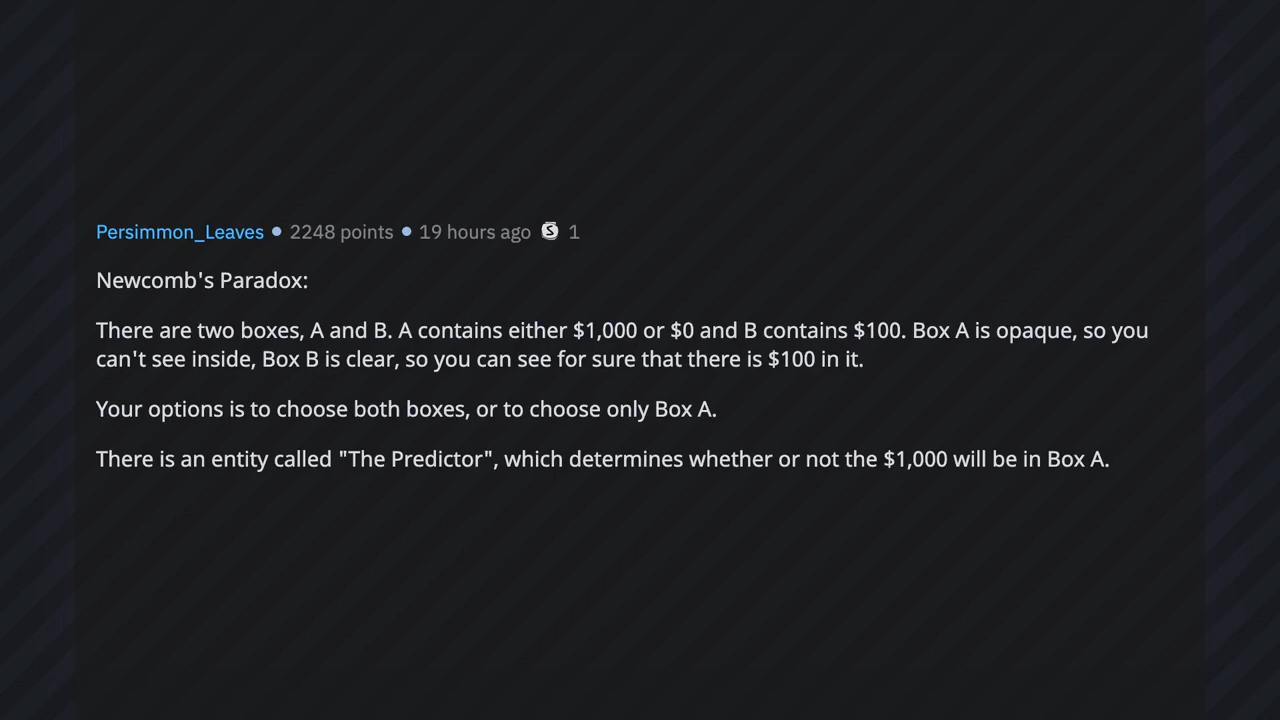 Persimmon_Leaves • 2248 points • 19 hours ago S 1
Newcomb's Paradox:
There are two boxes, A and B. A contains either $1,000 or $0 and B contains $100. Box A is opaque, so you
can't see inside, Box B is clear, so you can see for sure that there is $100 in it.
Your options is to choose both boxes, or to choose only Box A.
There is an entity called "The Predictor", which determines whether or not the $1,000 will be in Box A.